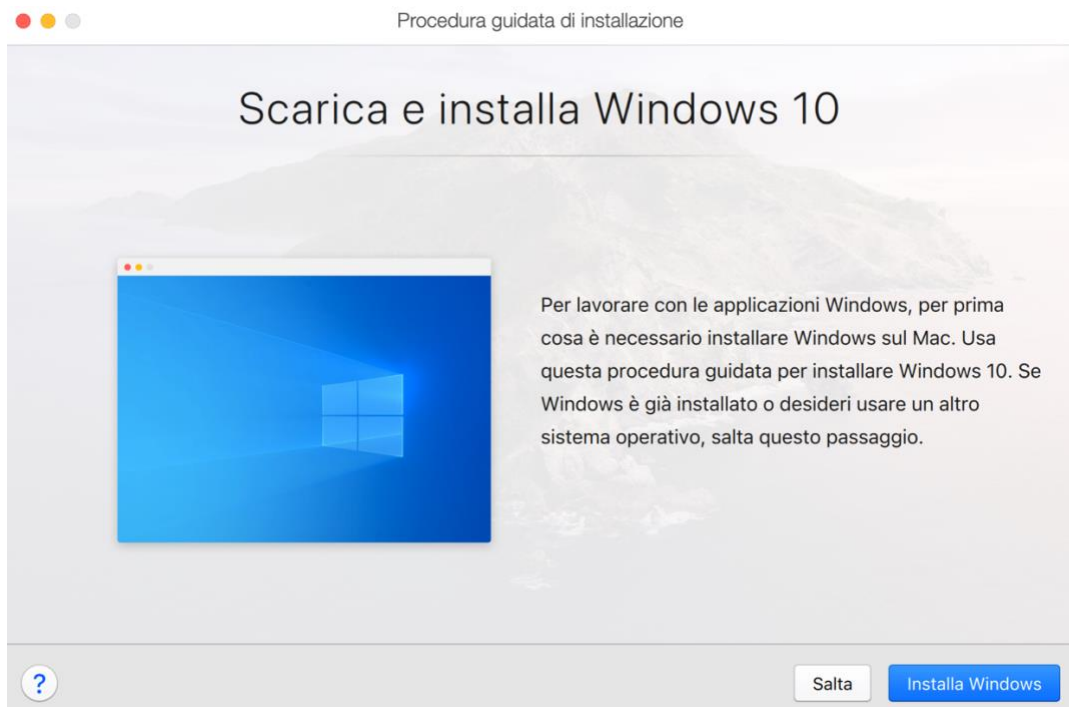 Procedura guidata di installazione
Scarica e installa Windows 10
Per lavorare con le applicazioni Windows, per prima
cosa è necessario installare Windows sul Mac. Usa
questa procedura guidata per installare Windows 10. Se
Windows è già installato o desideri usare un altro
sistema operativo, salta questo passaggio.
?
Salta
Installa Windows